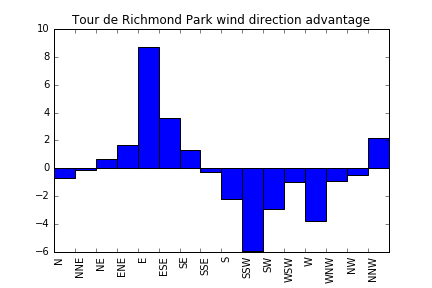 Tour de Richmond Park wind direction advantage
10
8
6
4
2
0
−2
−4
−6
N
NNE
NE
ENE
E
ESE
SE
SSE
S
SSW
SW
WSW
W
WNW
NW
NNW